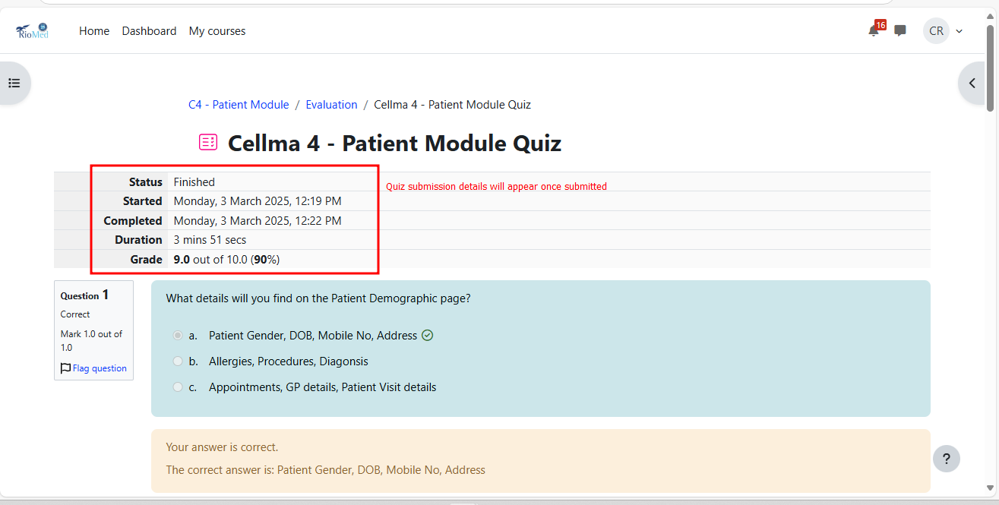 RioMed
Home Dashboard My courses
16
CR
C4 - Patient Module / Evaluation / Cellma 4 - Patient Module Quiz
Cellma 4 - Patient Module Quiz
Status Finished
Quiz submission details will appear once submitted
Started Monday, 3 March 2025, 12:19 PM
Completed Monday, 3 March 2025, 12:22 PM
Duration 3 mins 51 secs
Grade 9.0 out of 10.0 (90%)
Question 1
Correct
Mark 1.0 out of
1.0
Flag question
What details will you find on the Patient Demographic page?
a. Patient Gender, DOB, Mobile No, Address
b. Allergies, Procedures, Diagonsis
c. Appointments, GP details, Patient Visit details
Your answer is correct.
The correct answer is: Patient Gender, DOB, Mobile No, Address
?